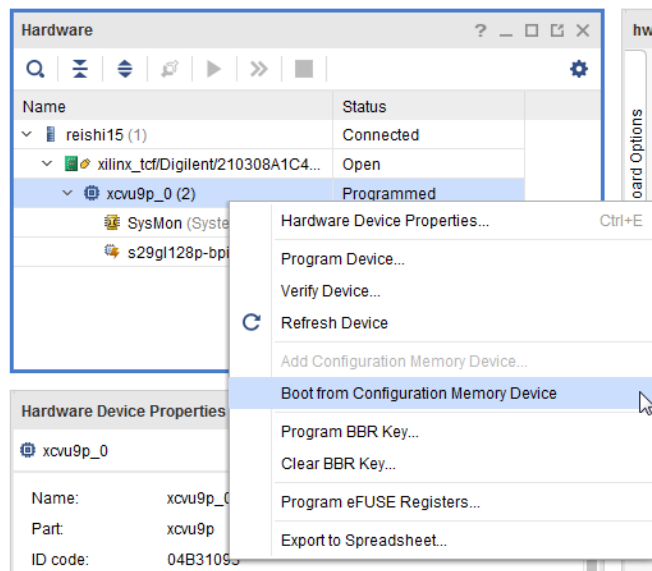 Hardware
? _
hw
Name Status
reishi15 (1) Connected
xilinx_tcf/Digilent/210308A1C4... Open
xcvu9p_0 (2) Programmed
SysMon (Syste
s29gl128p-bpi
oard Options
Hardware Device Properties... Ctrl+E
Program Device...
Verify Device...
Refresh Device
Add Configuration Memory Device...
Boot from Configuration Memory Device
Program BBR Key...
Clear BBR Key...
Program eFUSE Registers...
Export to Spreadsheet...
Hardware Device Properties
xcvu9p_0
Name: xcvu9p_0
Part: xcvu9p
ID code: 04B31093